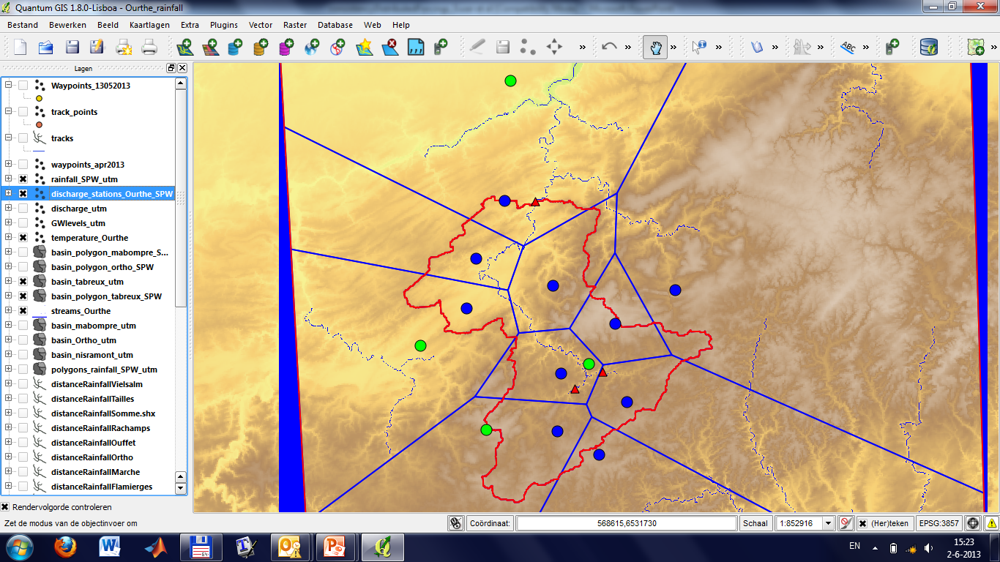 Quantum GIS 1.8.0-Lisboa - Ourthe_rainfall
Bestand Bewerken Beeld Kaartlagen Extra Plugins Vector Raster Database Web Help
ABC
Lagen
Waypoints_13052013
track_points
tracks
waypoints_apr2013
rainfall_SPW_utm
discharge_stations_Ourthe_SPW
discharge_utm
GWlevels_utm
temperature_Ourthe
basin_polygon_mabompre_S...
basin_polygon_ortho_SPW
basin_tabreux_utm
basin_polygon_tabreux_SPW
streams_Ourthe
basin_mabompre_utm
basin_Ortho_utm
basin_nisramont_utm
polygons_rainfall_SPW_utm
distanceRainfallVielsalm
distanceRainfallTailles
distanceRainfallSomme.shx
distanceRainfallRachamps
distanceRainfallOuffet
distanceRainfallOrtho
distanceRainfallMarche
distanceRainfallFlamierges
Rendervolgorde controleren
Zet de modus van de objectinvoer om
Coördinaat: 568615,6531730 Schaal 1:852916 (Her)teken EPSG:3857
64
EN
15:23
2-6-2013